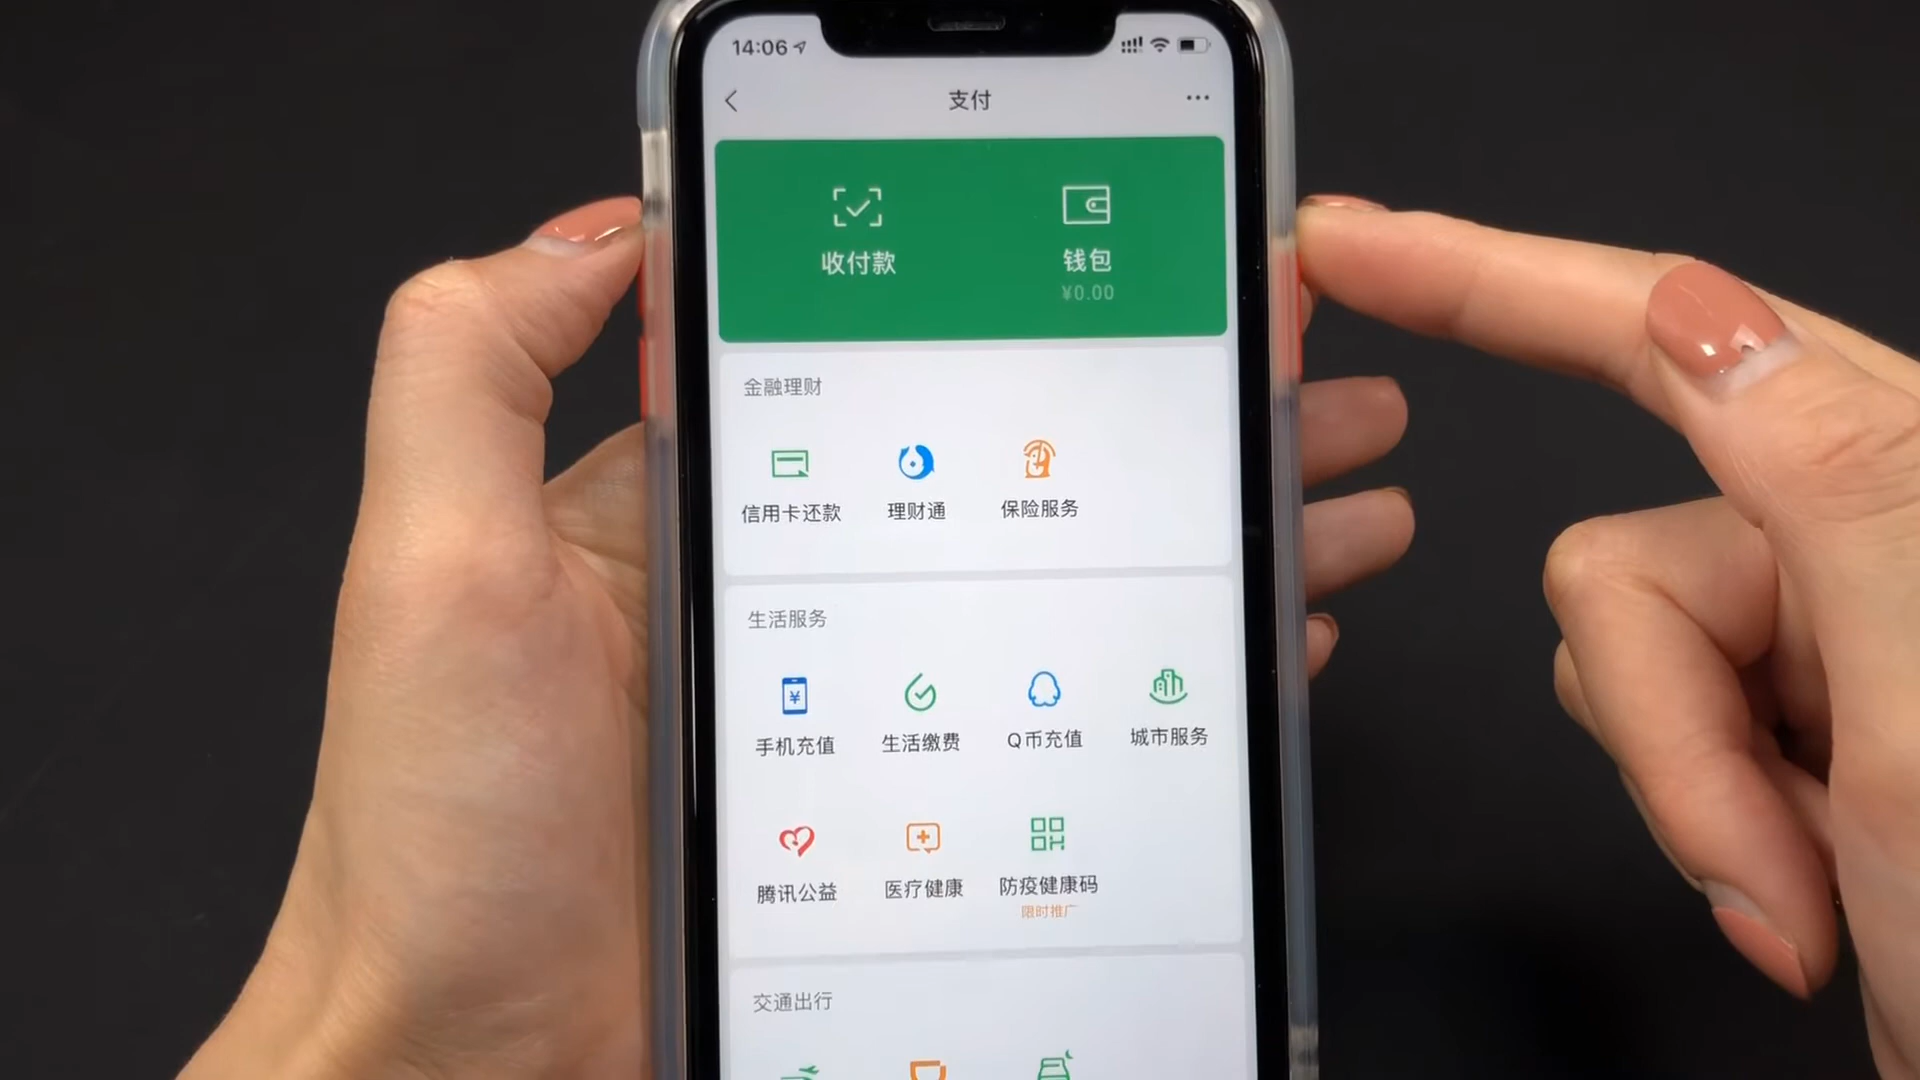 14:06
支付
收付款
钱包
¥0.00
金融理财
信用卡还款
理财通
保险服务
生活服务
手机充值
生活缴费
Q币充值
城市服务
腾讯公益
医疗健康
防疫健康码
限时推广
交通出行